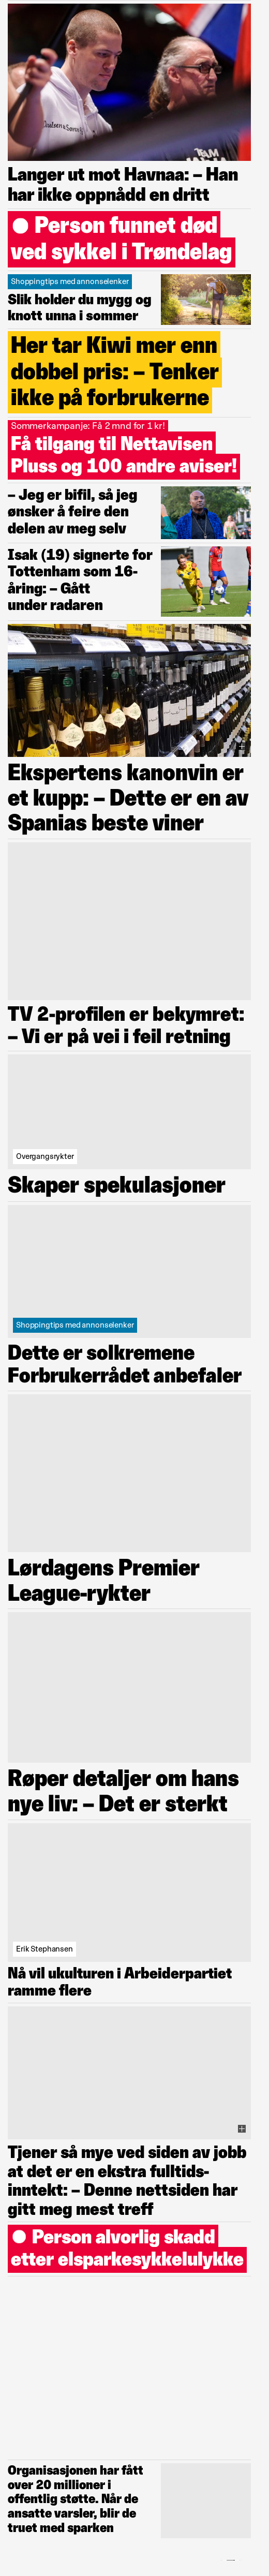 Langer ut mot Havnaa: – Han
har ikke oppnådd en dritt
Person funnet død
ved sykkel i Trøndelag
Shoppingtips med annonselenker
Slik holder du mygg og
knott unna i sommer
Her tar Kiwi mer enn
dobbel pris: – Tenker
ikke på forbrukerne
Sommerkampanje: Få 2 mnd for 1 kr!
Få tilgang til Nettavisen
Pluss og 100 andre aviser!
– Jeg er bifil, så jeg
ønsker å feire den
delen av meg selv
Isak (19) signerte for
Tottenham som 16-
åring: – Gått
under radaren
Ekspertens kanonvin er
et kupp: – Dette er en av
Spanias beste viner
TV 2-profilen er bekymret:
– Vi er på vei i feil retning
Overgangsrykter
Skaper spekulasjoner
Shoppingtips med annonselenker
Dette er solkremene
Forbrukerrådet anbefaler
Lørdagens Premier
League-rykter
Røper detaljer om hans
nye liv: – Det er sterkt
Erik Stephansen
Nå vil ukulturen i Arbeiderpartiet
ramme flere
Tjener så mye ved siden av jobb
at det er en ekstra fulltids-
inntekt: – Denne nettsiden har
gitt meg mest treff
Person alvorlig skadd
etter elsparkesykkelulykke
Organisasjonen har fått
over 20 millioner i
offentlig støtte. Når de
ansatte varsler, blir de
truet med sparken